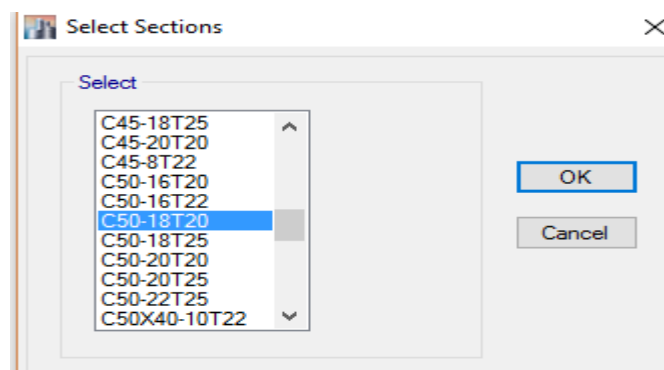 Select Sections
Select
C45-18T25
C45-20T20
C45-8T22
C50-16T20
C50-16T22
C50-18T20
C50-18T25
C50-20T20
C50-20T25
C50-22T25
C50X40-10T22
OK
Cancel